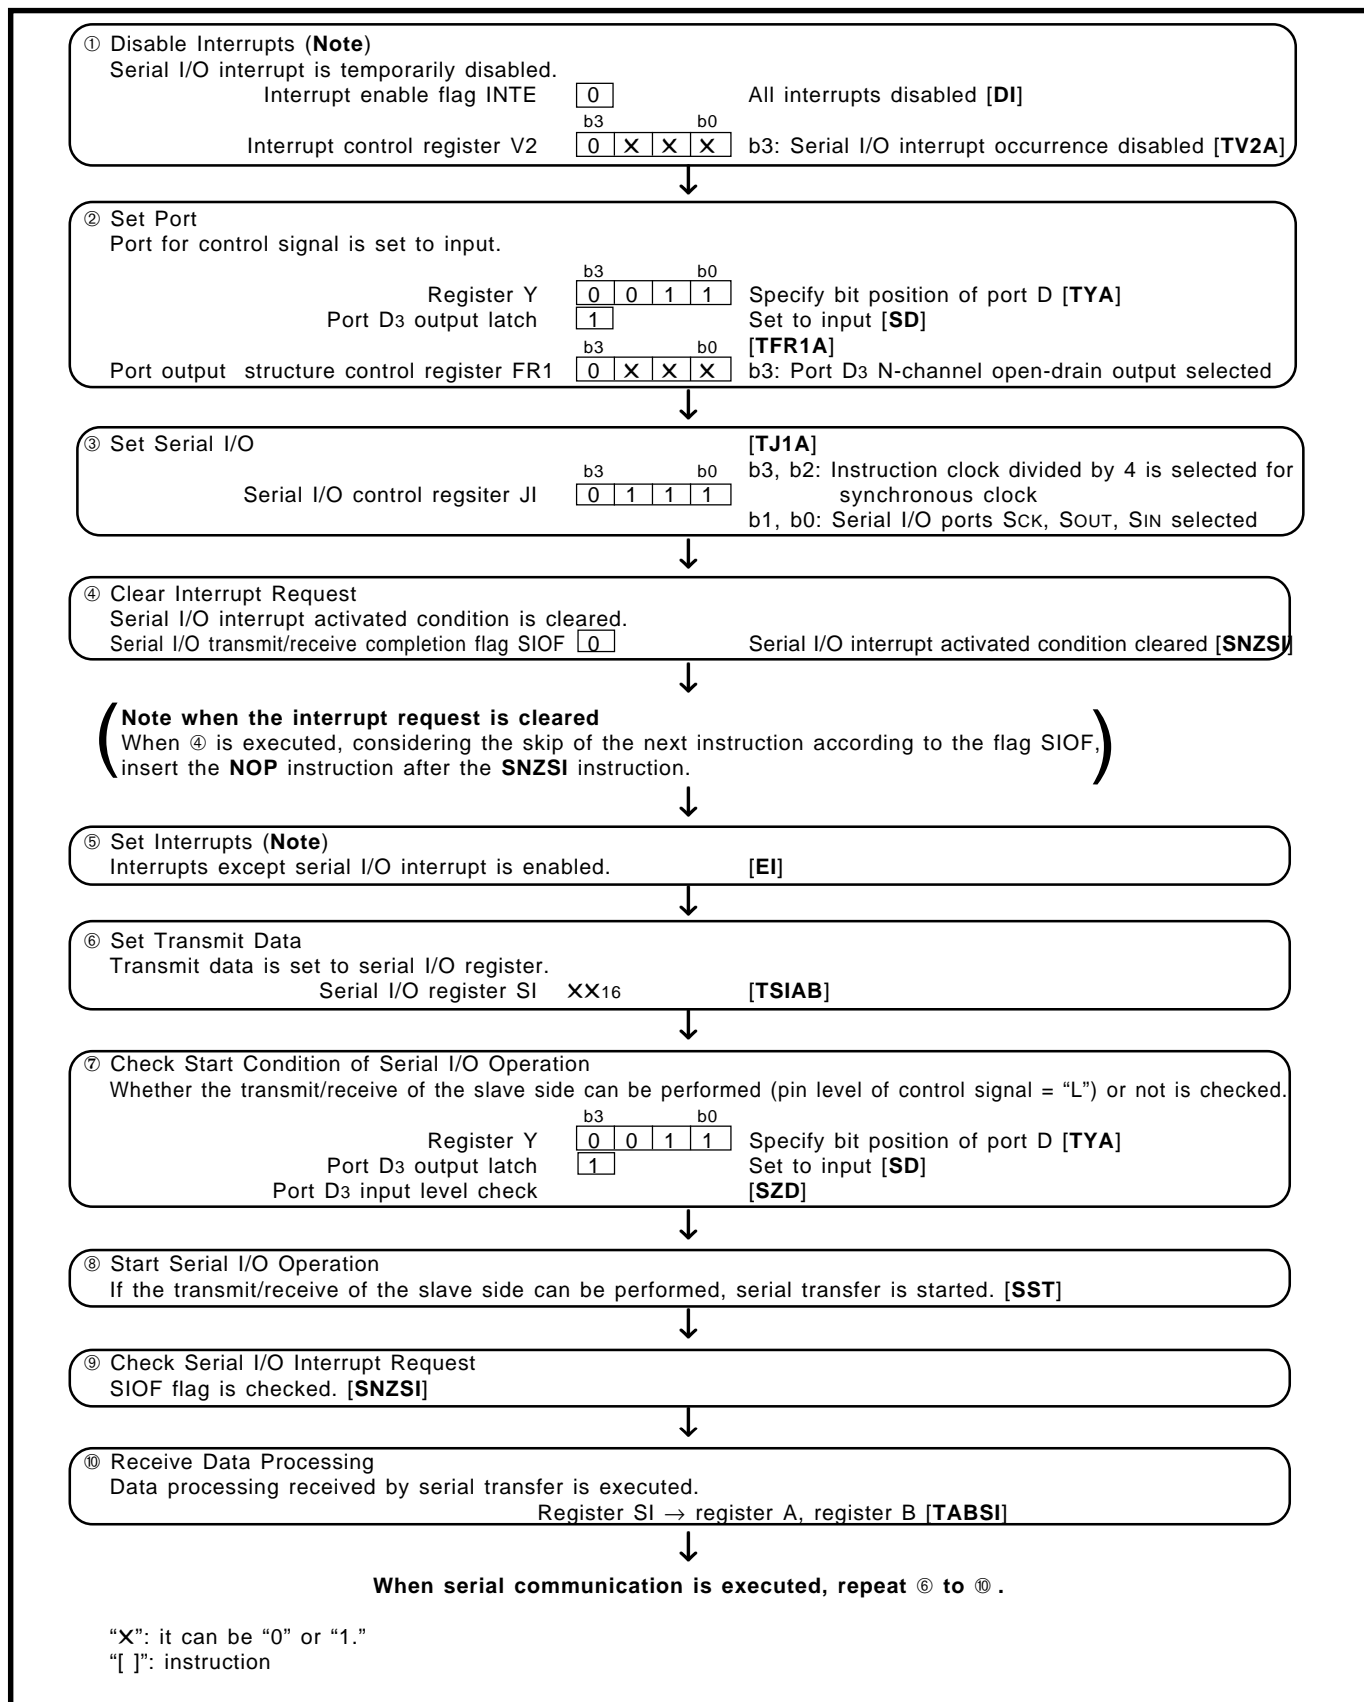 ① Disable Interrupts (Note)
Serial I/O interrupt is temporarily disabled.
Interrupt enable flag INTE 0 All interrupts disabled [DI]
b3 b0
Interrupt control register V2 0 X X X b3: Serial I/O interrupt occurrence disabled [TV2A]
② Set Port
Port for control signal is set to input.
b3 b0
Register Y 0 0 1 1 Specify bit position of port D [TYA]
Port D3 output latch 1 Set to input [SD]
b3 b0 [TFR1A]
Port output structure control register FR1 0 X X X b3: Port D3 N-channel open-drain output selected
③ Set Serial I/O [TJ1A]
b3 b0 b3, b2: Instruction clock divided by 4 is selected for
Serial I/O control regsiter JI 0 1 1 1 synchronous clock
b1, b0: Serial I/O ports SCK, SOUT, SIN selected
④ Clear Interrupt Request
Serial I/O interrupt activated condition is cleared.
Serial I/O transmit/receive completion flag SIOF 0 Serial I/O interrupt activated condition cleared [SNZSI]
Note when the interrupt request is cleared
When ④ is executed, considering the skip of the next instruction according to the flag SIOF,
insert the NOP instruction after the SNZSI instruction.
⑤ Set Interrupts (Note)
Interrupts except serial I/O interrupt is enabled. [EI]
⑥ Set Transmit Data
Transmit data is set to serial I/O register.
Serial I/O register SI XX16 [TSIAB]
⑦ Check Start Condition of Serial I/O Operation
Whether the transmit/receive of the slave side can be performed (pin level of control signal = “L”) or not is checked.
b3 b0
Register Y 0 0 1 1 Specify bit position of port D [TYA]
Port D3 output latch 1 Set to input [SD]
Port D3 input level check [SZD]
⑧ Start Serial I/O Operation
If the transmit/receive of the slave side can be performed, serial transfer is started. [SST]
⑨ Check Serial I/O Interrupt Request
SIOF flag is checked. [SNZSI]
⑩ Receive Data Processing
Data processing received by serial transfer is executed.
Register SI → register A, register B [TABSI]
When serial communication is executed, repeat ⑥ to ⑩ .
“X”: it can be “0” or “1.”
“[ ]”: instruction